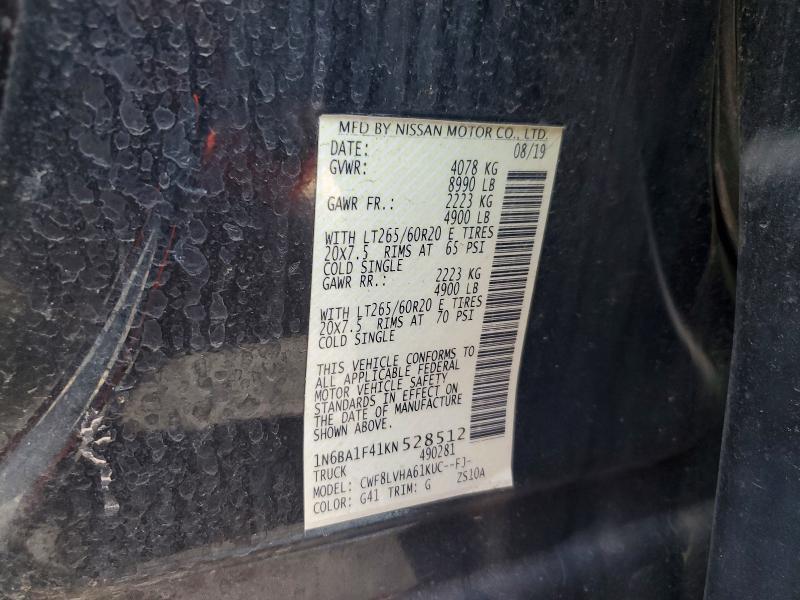 MFD BY NISSAN MOTOR CO., LTD.
DATE: 08/19
GVWR: 4078 KG
8990 LB
GAWR FR.: 2223 KG
4900 LB
WITH LT265/60R20 E TIRES
20X7.5 RIMS AT 65 PSI
COLD SINGLE
GAWR RR.: 2223 KG
4900 LB
WITH LT265/60R20 E TIRES
20X7.5 RIMS AT 70 PSI
COLD SINGLE
THIS VEHICLE CONFORMS TO
ALL APPLICABLE FEDERAL
MOTOR VEHICLE SAFETY
STANDARDS IN EFFECT ON
THE DATE OF MANUFACTURE
SHOWN ABOVE.
1N6BA1F41KN528512
TRUCK 490281
MODEL: CWF8LVHA61KUC--FJ-
COLOR: G41 TRIM: G ZS10A